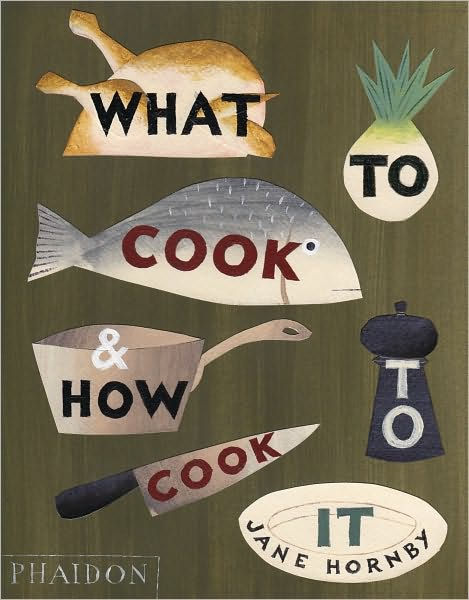 WHAT
TO
COOK
&
HOW
TO
COOK
IT
JANE HORNBY
PHAIDON